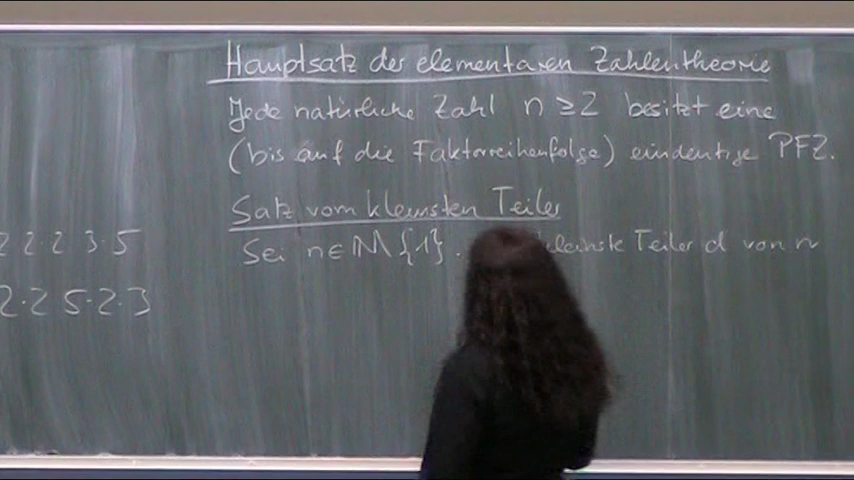 Hauptsatz der elementaren Zahlentheorie
Jede natürliche Zahl n ≥ 2 besitzt eine
(bis auf die Faktorreihenfolge) eindeutige PFZ.
Satz vom kleinsten Teiler
Sei n ∈ ℕ\{1}. kleinste Teiler d von n
2 2 2 3·5
2·2 5·2·3